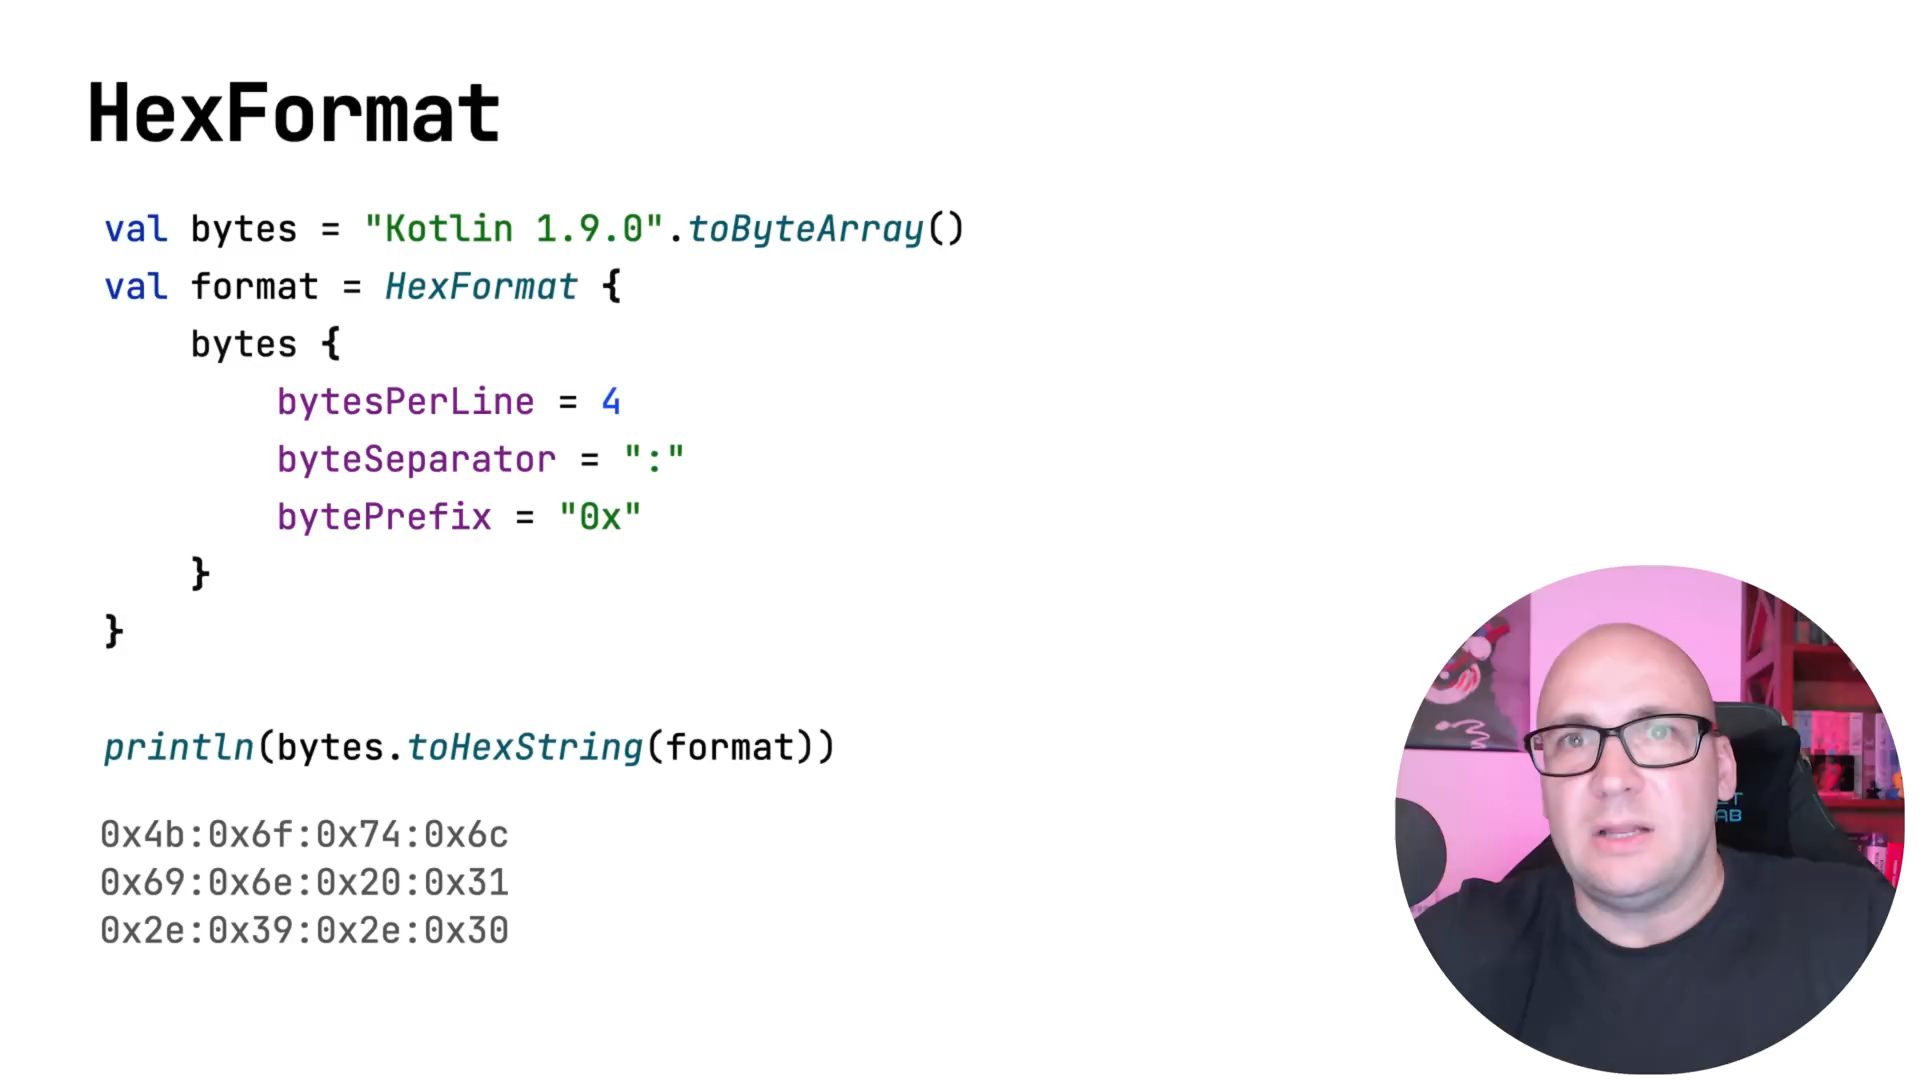 HexFormat
val bytes = "Kotlin 1.9.0".toByteArray()
val format = HexFormat {
    bytes {
        bytesPerLine = 4
        byteSeparator = ":"
        bytePrefix = "0x"
    }
}
println(bytes.toHexString(format))
0x4b:0x6f:0x74:0x6c
0x69:0x6e:0x20:0x31
0x2e:0x39:0x2e:0x30